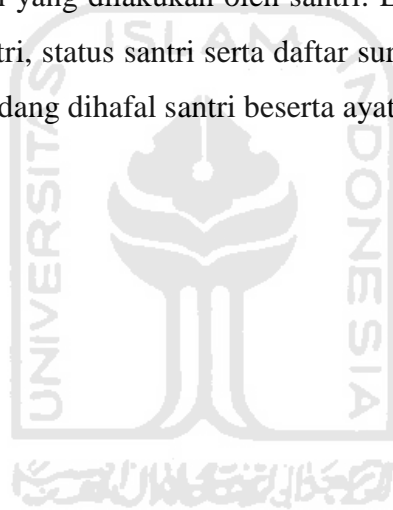 yang dilakukan oleh santri.
tri, status santri serta daftar sur
dang dihafal santri beserta ayat
ISLAM
UNIVERSITAS
INDONESIA